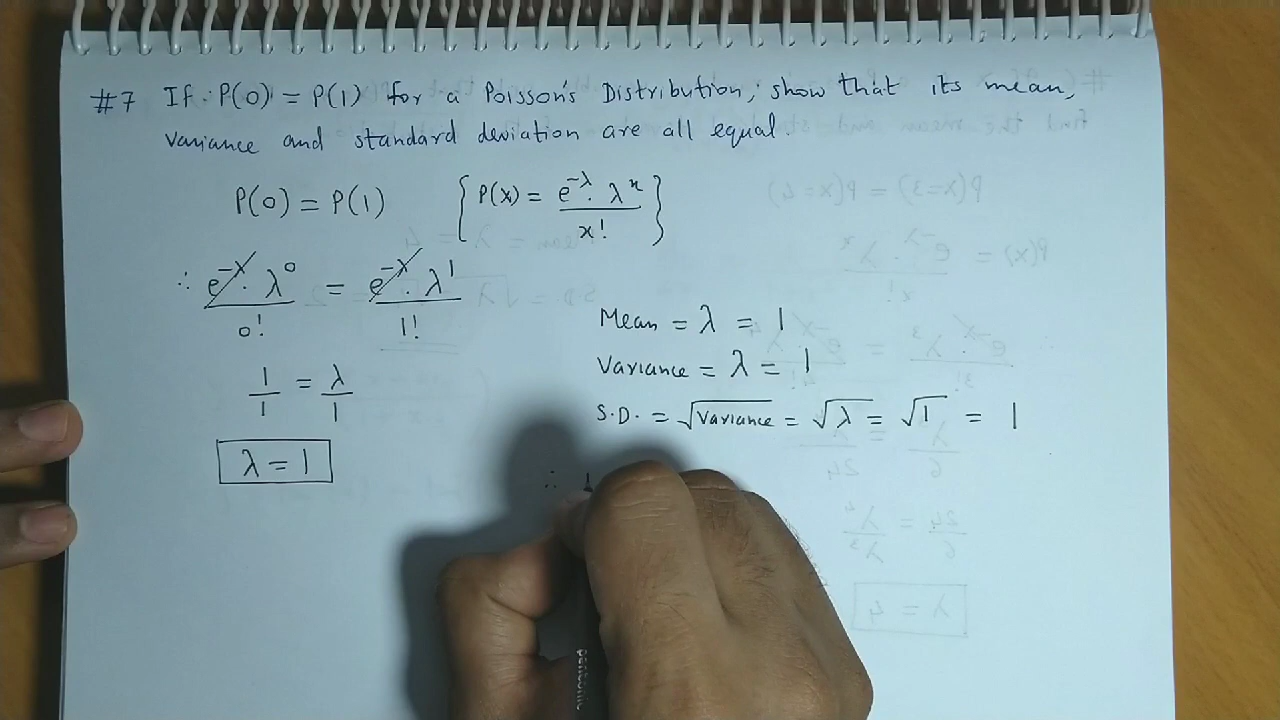 #7 If P(0) = P(1) for a Poisson's Distribution, show that its mean,
variance and standard deviation are all equal.
P(0) = P(1) { P(x) = e^-λ . λ^x / x! }
∴ e^-λ . λ^0 / 0! = e^-λ . λ^1 / 1!
1/1 = λ/1
λ = 1
Mean = λ = 1
Variance = λ = 1
S.D. = √Variance = √λ = √1 = 1
∴
pentonic